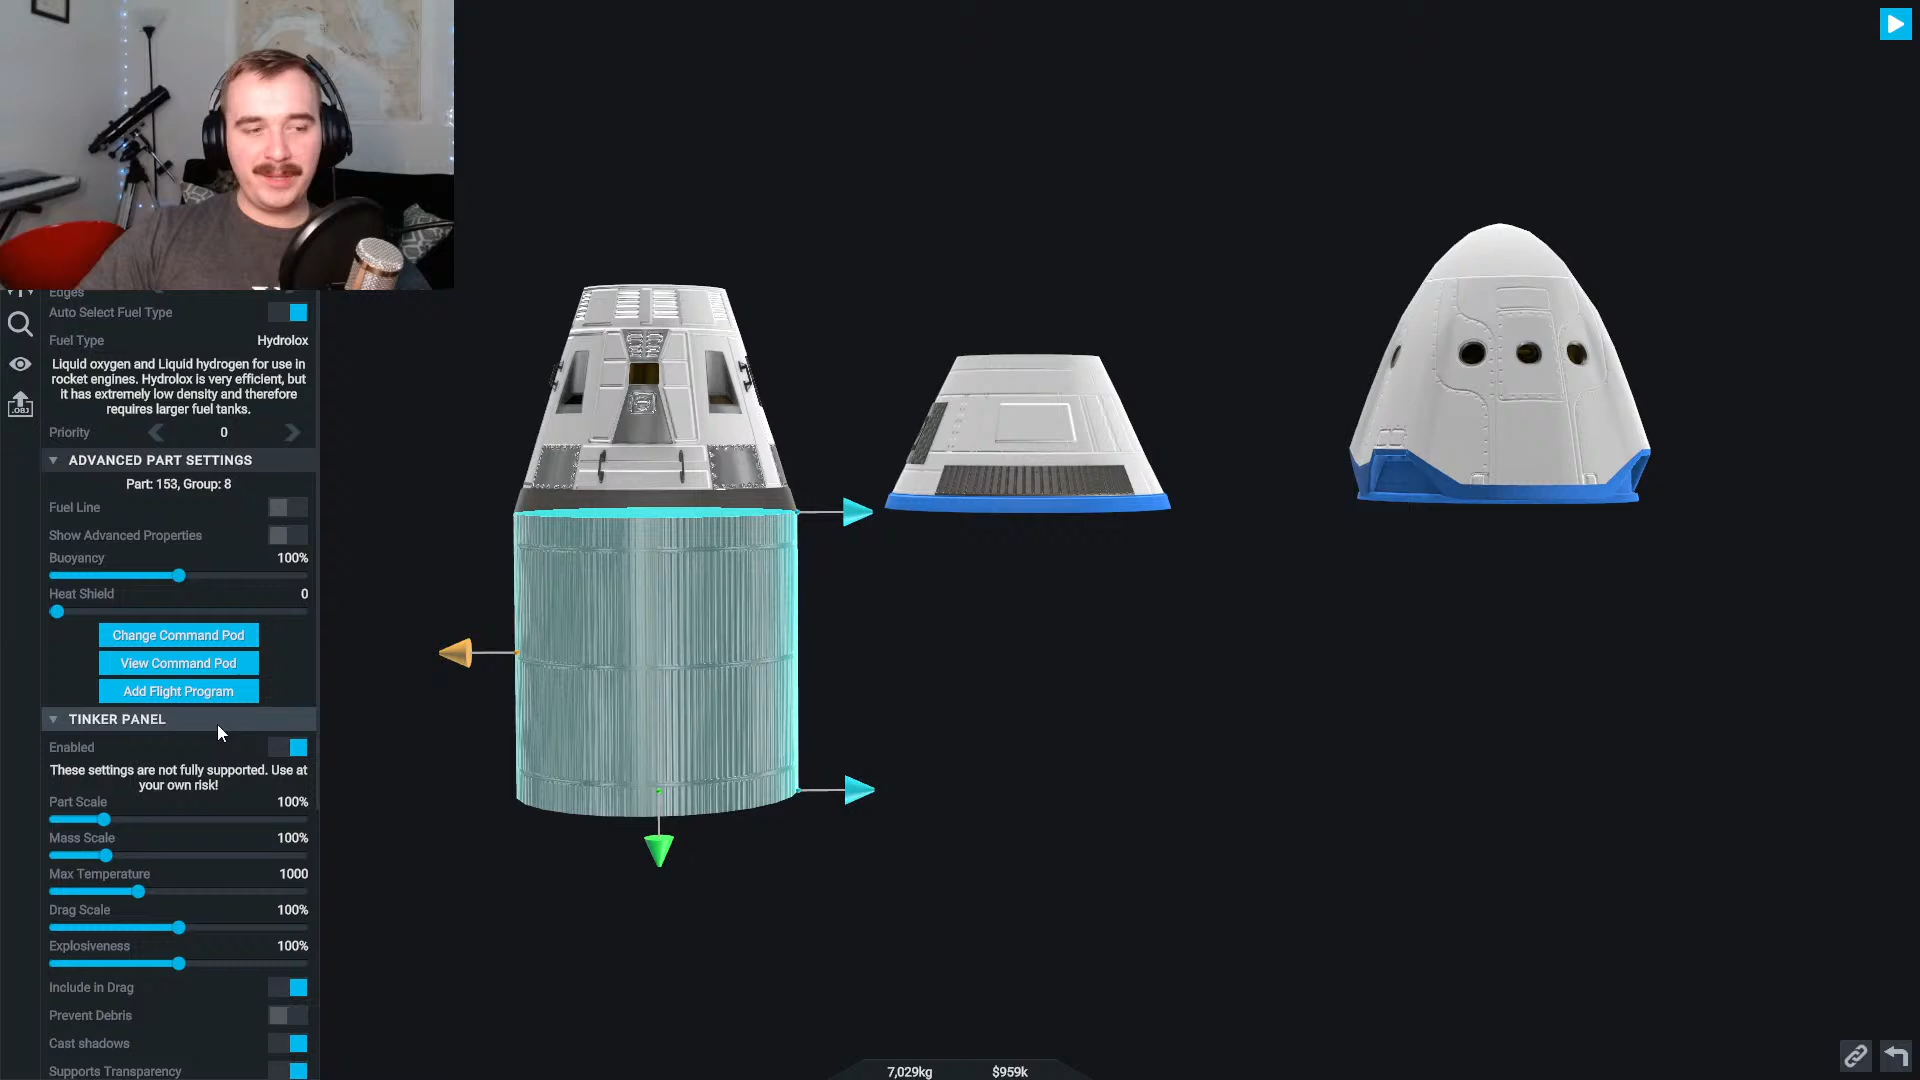 Edges
Auto Select Fuel Type
Fuel Type Hydrolox
Liquid oxygen and Liquid hydrogen for use in
rocket engines. Hydrolox is very efficient, but
it has extremely low density and therefore
requires larger fuel tanks.
Priority 0
ADVANCED PART SETTINGS
Part: 153, Group: 8
Fuel Line
Show Advanced Properties
Buoyancy 100%
Heat Shield 0
Change Command Pod
View Command Pod
Add Flight Program
TINKER PANEL
Enabled
These settings are not fully supported. Use at
your own risk!
Part Scale 100%
Mass Scale 100%
Max Temperature 1000
Drag Scale 100%
Explosiveness 100%
Include in Drag
Prevent Debris
Cast shadows
Supports Transparency
.OBJ
7,029kg $959k